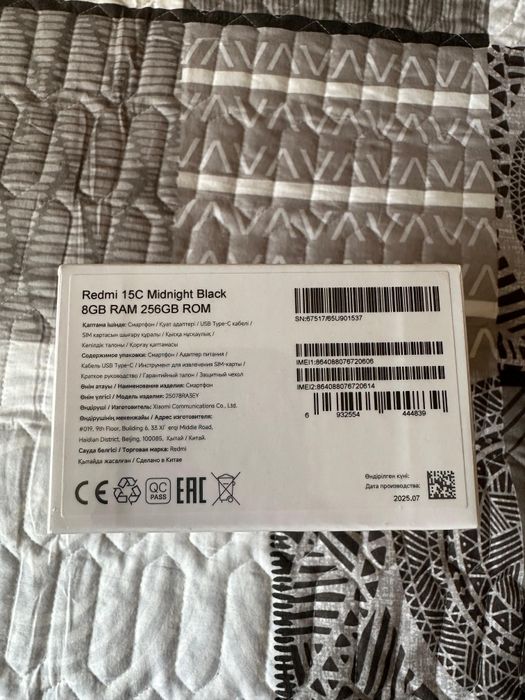 Redmi 15C Midnight Black
8GB RAM 256GB ROM
Қаптама ішінде: Смартфон / Қуат адаптері / USB Type-C кабелі /
SIM картасын шығару құралы / Қысқа нұсқаулық /
Кепілдік талоны / Қорғау қаптамасы
Содержимое упаковки: Смартфон / Адаптер питания /
Кабель USB Type-C / Инструмент для извлечения SIM-карты /
Краткое руководство / Гарантийный талон / Защитный чехол
Өнім атауы / Наименование изделия: Смартфон
Өнім үлгісі / Модель изделия: 25078RA3EY
Өндіруші / Изготовитель: Xiaomi Communications Co., Ltd.
Өндірушінің мекенжайы / Адрес изготовителя:
#019, 9th Floor, Building 6, 33 Xi erqi Middle Road,
Haidian District, Beijing, 100085, Қытай / Китай.
Сауда белгісі / Торговая марка: Redmi
Қытайда жасалған / Сделано в Китае
CE
QC
PASS
EAC
SN:67517/65U901537
IMEI1:864088076720606
IMEI2:864088076720614
6 932554 444839
Өндірілген күні:
Дата производства:
2025.07